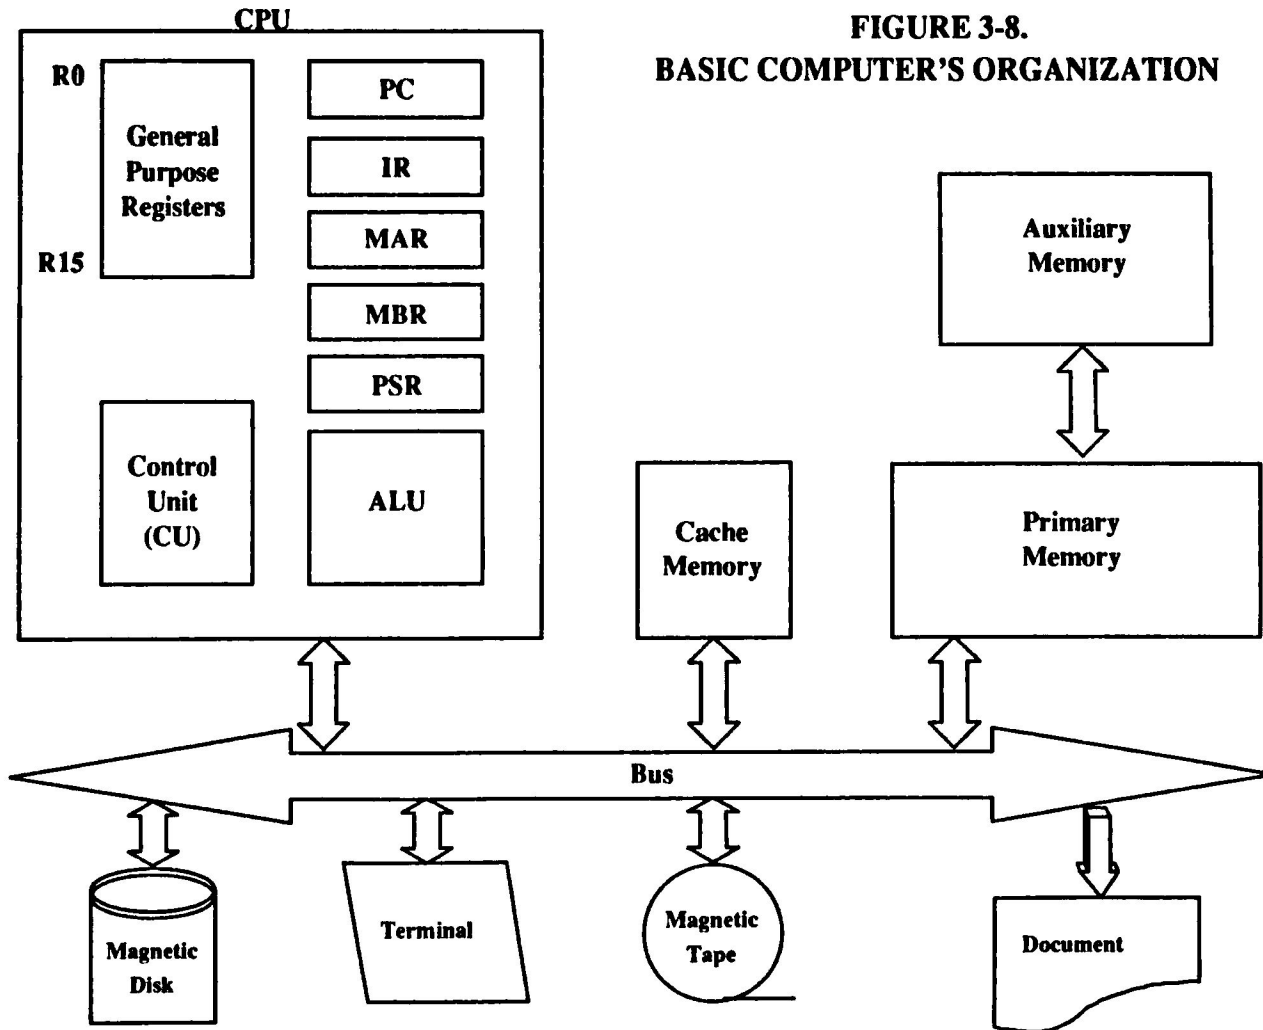 CPU
FIGURE 3-8.
BASIC COMPUTER'S ORGANIZATION
R0
General
Purpose
Registers
R15
PC
IR
MAR
MBR
PSR
Control
Unit
(CU)
ALU
Auxiliary
Memory
Cache
Memory
Primary
Memory
Bus
Magnetic
Disk
Terminal
Magnetic
Tape
Document